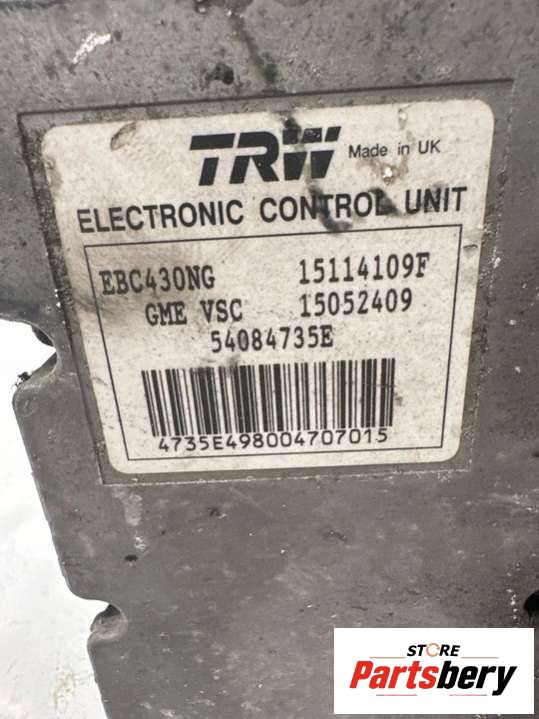 TRW Made in UK
ELECTRONIC CONTROL UNIT
EBC430NG 15114109F
GME VSC 15052409
54084735E
4735E498004707015
STORE
Partsbery